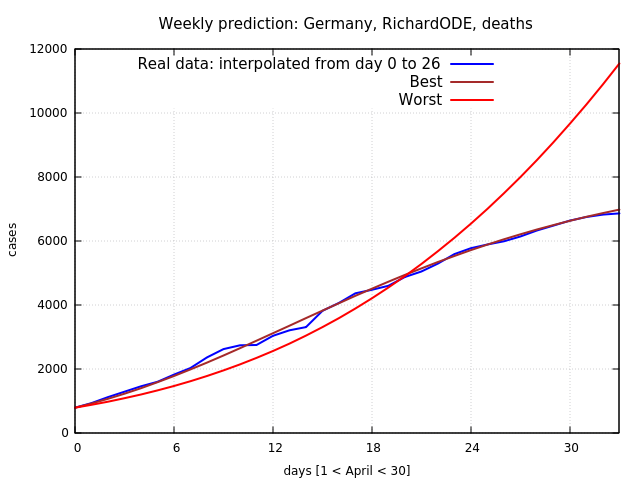 Weekly prediction: Germany, RichardODE, deaths
12000
10000
8000
6000
4000
2000
0
cases
Real data: interpolated from day 0 to 26
Best
Worst
0 6 12 18 24 30
days [1 < April < 30]